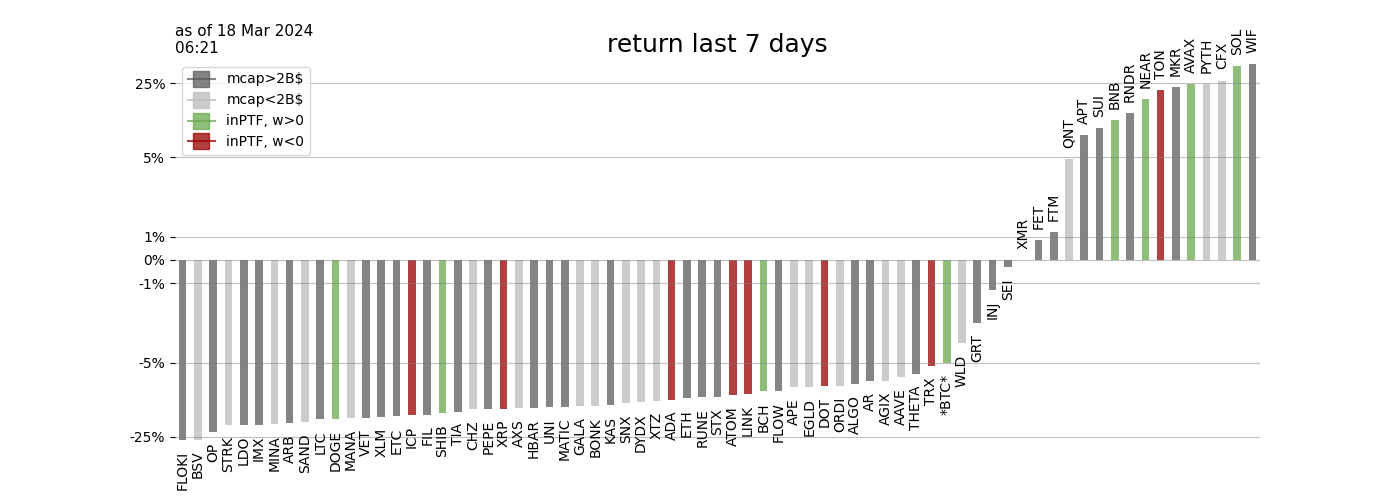 as of 18 Mar 2024
06:21
return last 7 days
mcap>2B$
mcap<2B$
inPTF, w>0
inPTF, w<0
25%
5%
1%
0%
-1%
-5%
-25%
FLOKI
BSV
OP
STRK
LDO
IMX
MINA
ARB
SAND
LTC
DOGE
MANA
VET
XLM
ETC
ICP
FIL
SHIB
TIA
CHZ
PEPE
XRP
AXS
HBAR
UNI
MATIC
GALA
BONK
KAS
SNX
DYDX
XTZ
ADA
ETH
RUNE
STX
ATOM
LINK
BCH
FLOW
APE
EGLD
DOT
ORDI
ALGO
AR
AGIX
AAVE
THETA
TRX
*BTC*
WLD
GRT
INJ
SEI
XMR
FET
FTM
QNT
APT
SUI
BNB
RNDR
NEAR
TON
MKR
AVAX
PYTH
CFX
SOL
WIF